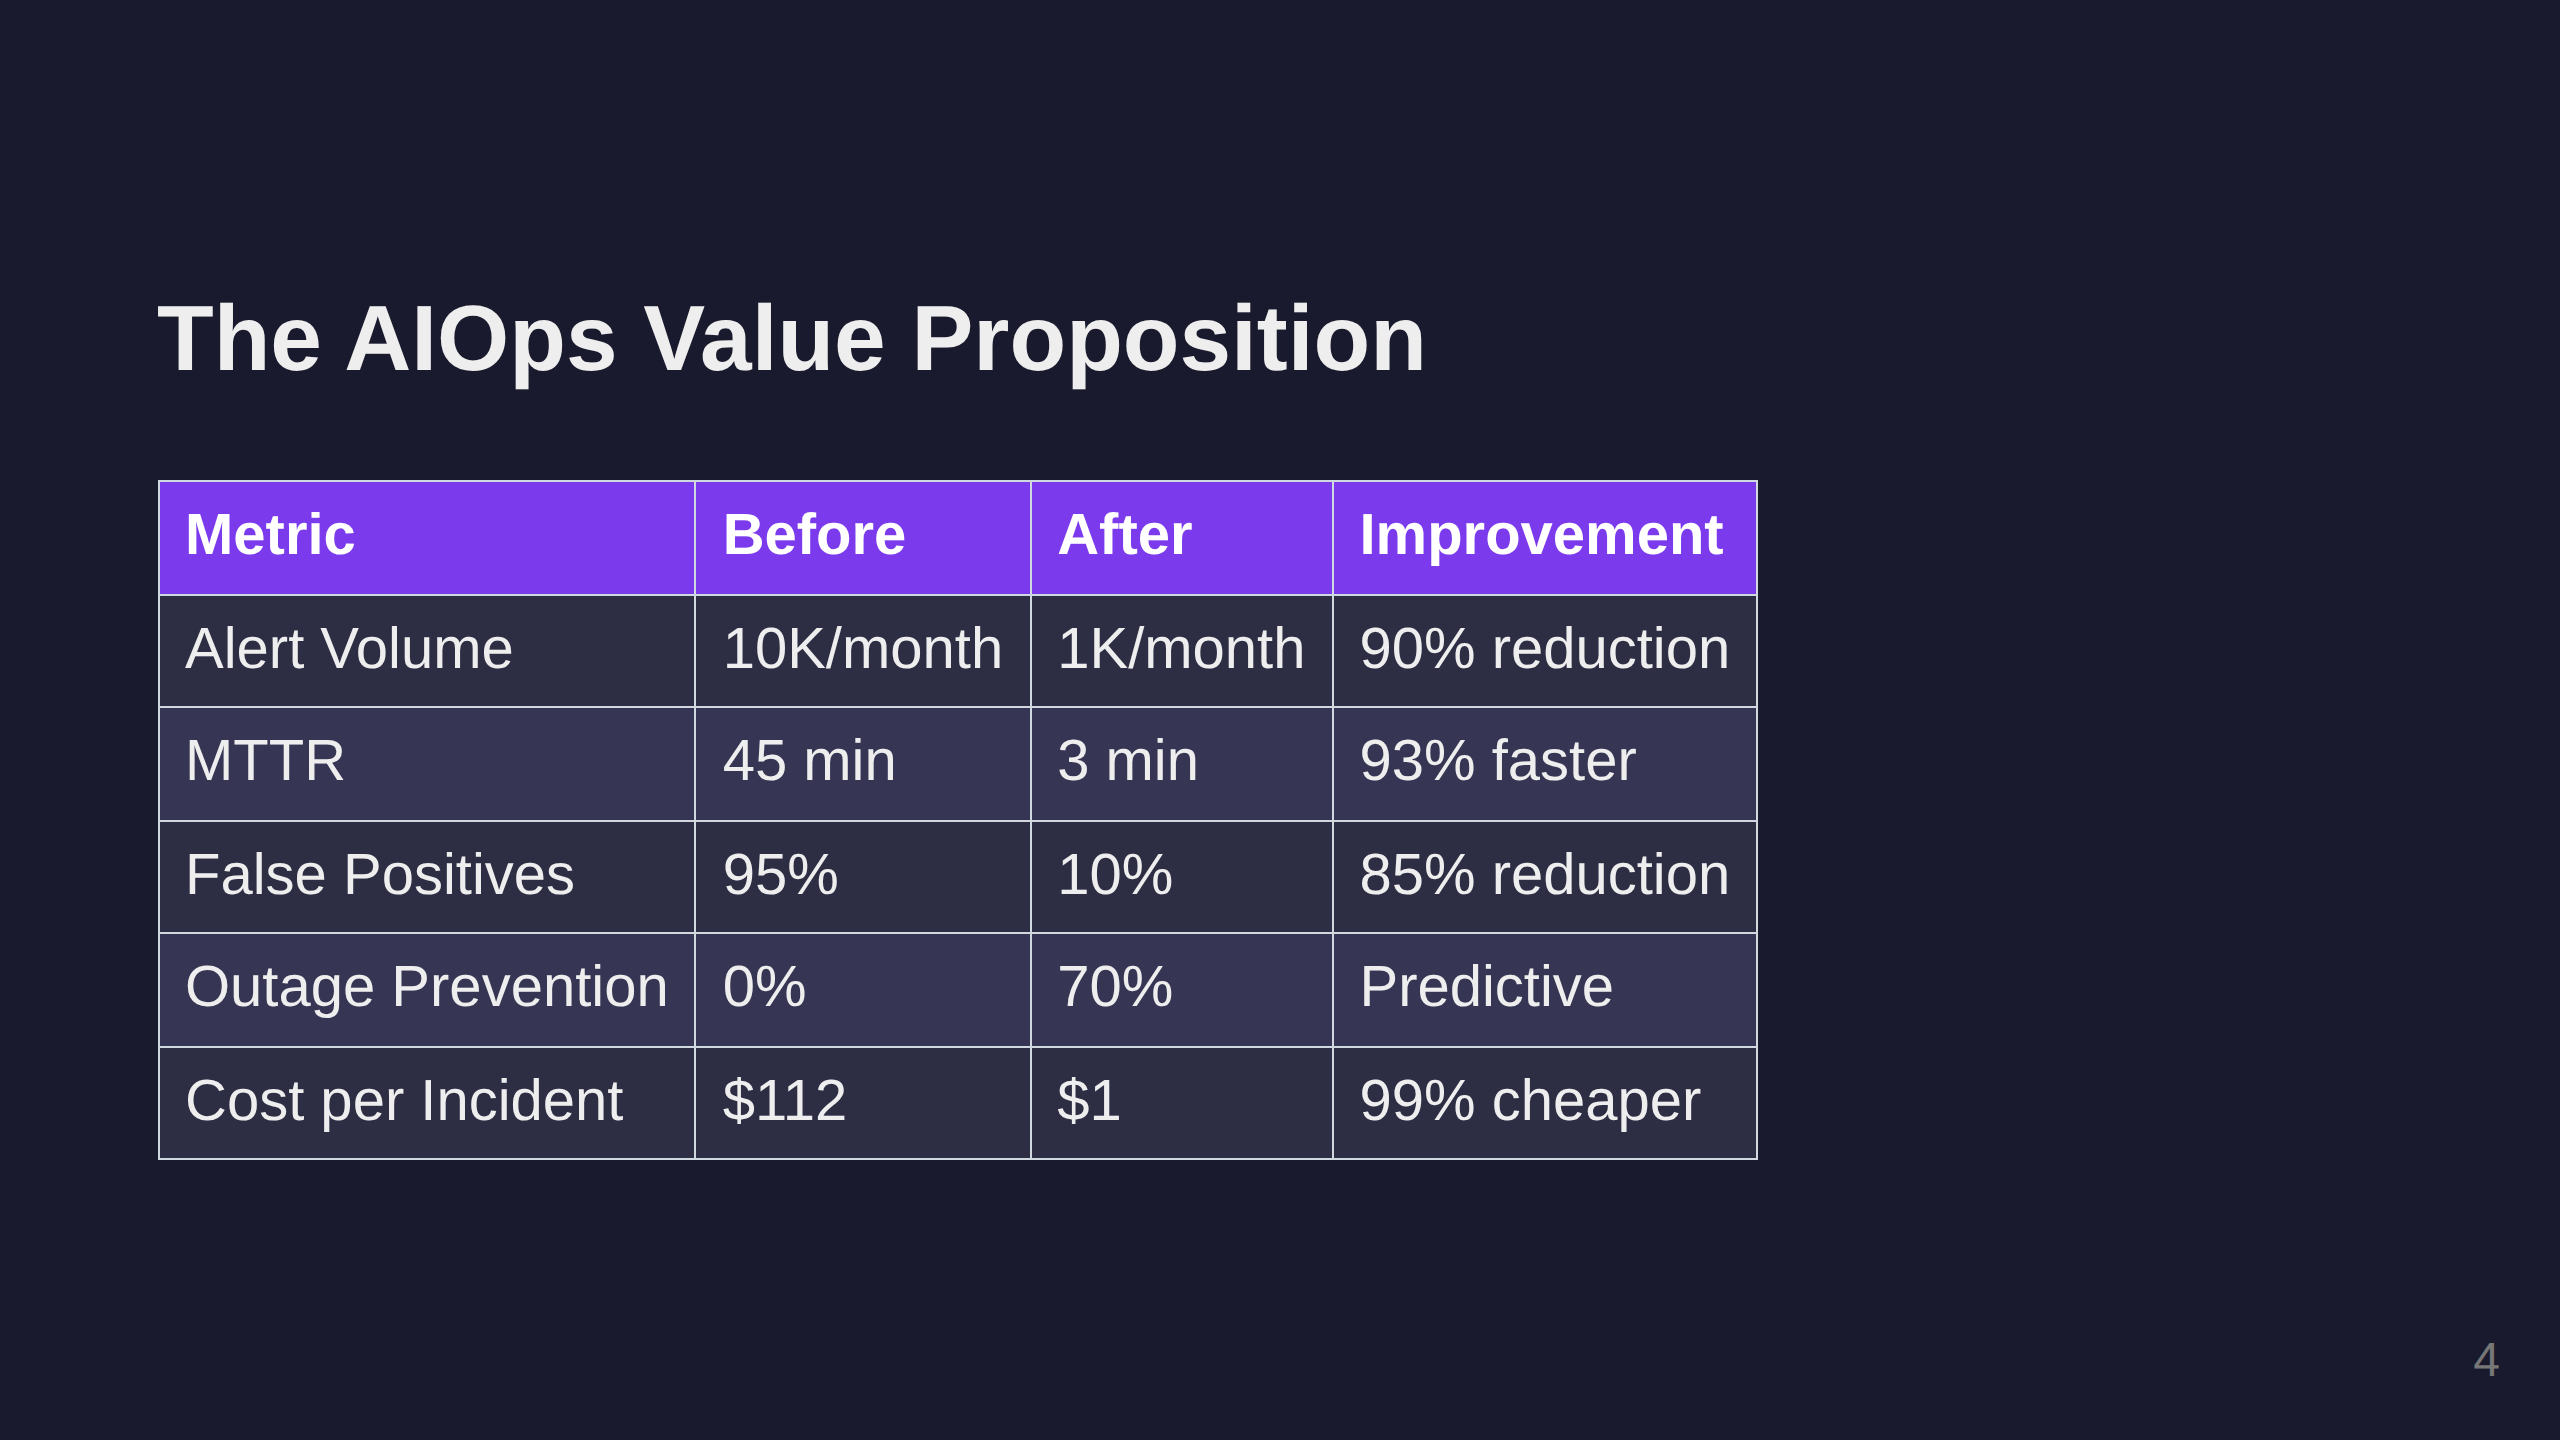 The AIOps Value Proposition
Metric Before After Improvement
Alert Volume 10K/month 1K/month 90% reduction
MTTR 45 min 3 min 93% faster
False Positives 95% 10% 85% reduction
Outage Prevention 0% 70% Predictive
Cost per Incident $112 $1 99% cheaper
4